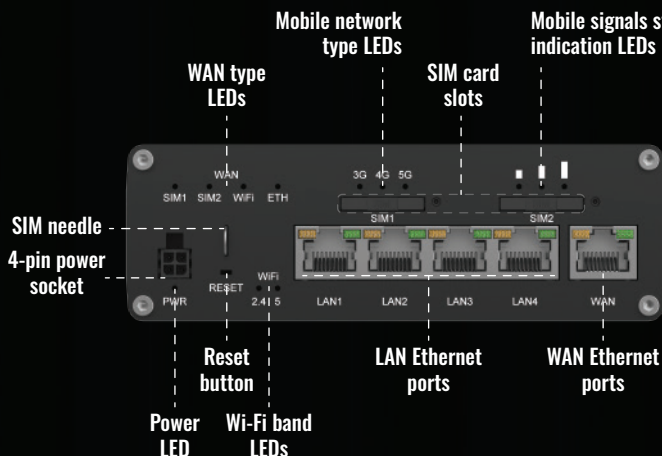 Mobile network
type LEDs
Mobile signals
indication LEDs
WAN type
LEDs
SIM card
slots
WAN
SIM1 SIM2 WiFi ETH
3G 4G 5G
SIM1
SIM2
SIM needle
4-pin power
socket
PWR
RESET
WiFi
2.4 5
LAN1 LAN2 LAN3 LAN4 WAN
Reset
button
LAN Ethernet
ports
WAN Ethernet
ports
Power
LED
Wi-Fi band
LEDs